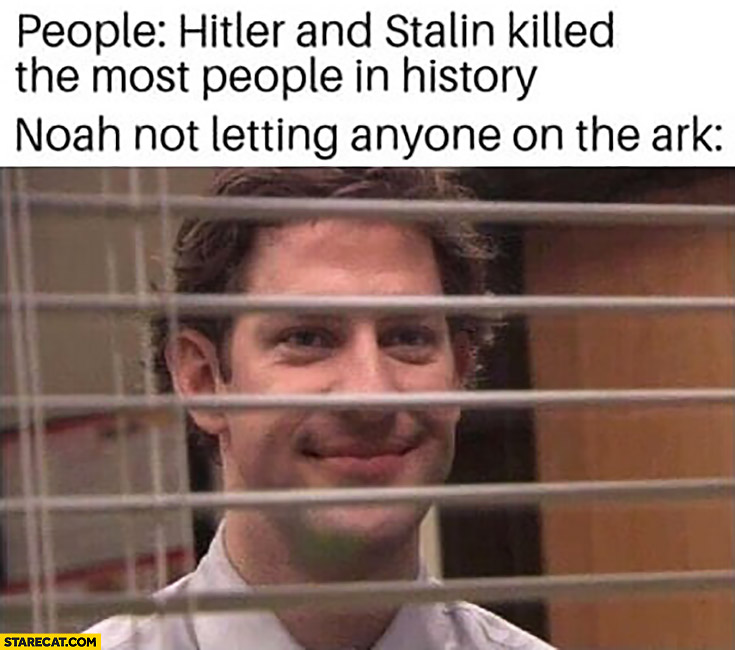 People: Hitler and Stalin killed
the most people in history
Noah not letting anyone on the ark:
STARECAT.COM